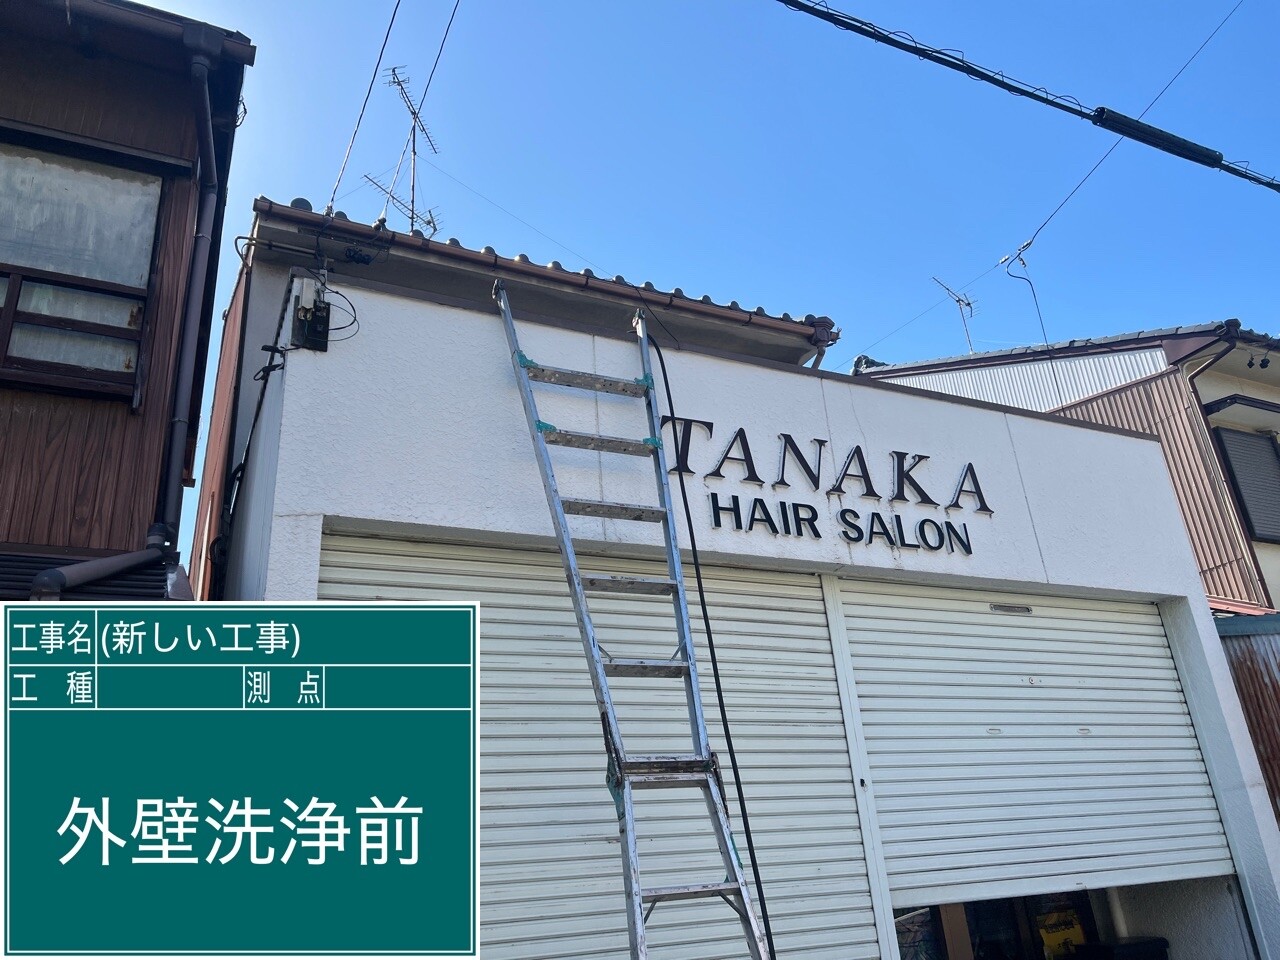 TANAKA
HAIR SALON
工事名 (新しい工事)
工 種 測 点
外壁洗浄前